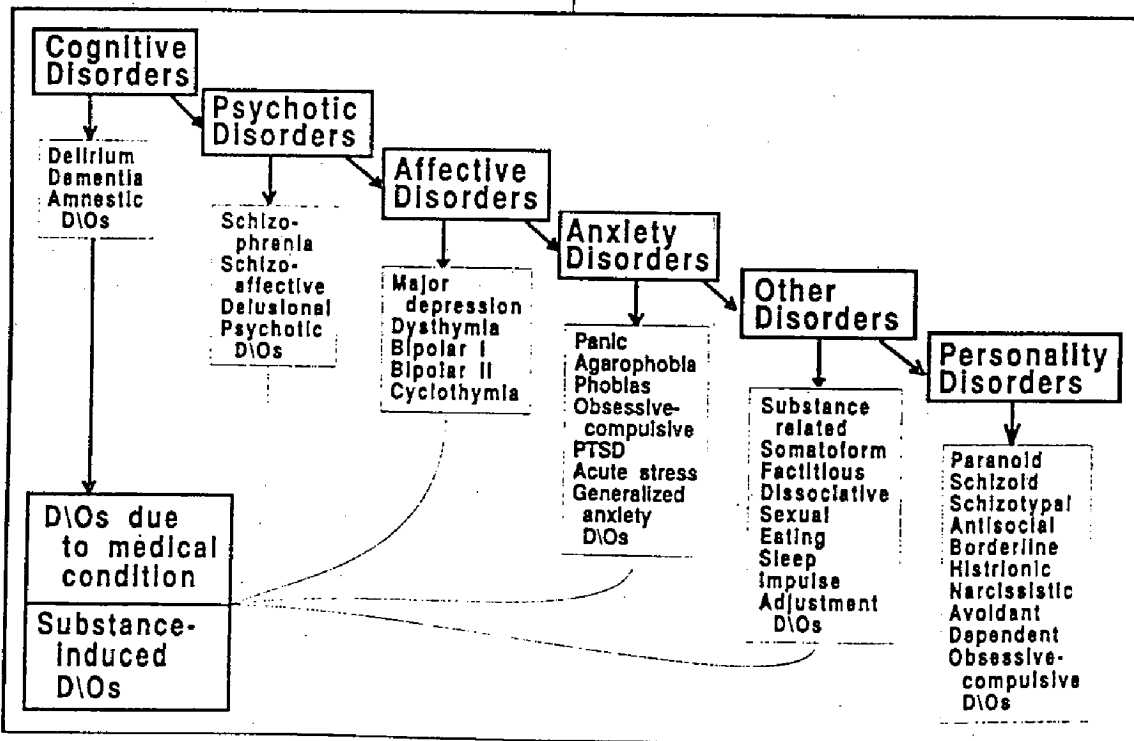 Cognitive
Disorders
Delirium
Dementia
Amnestic
D\Os
Psychotic
Disorders
Schizo-
phrenia
Schizo-
affective
Delusional
Psychotic
D\Os
Affective
Disorders
Major
depression
Dysthymia
Bipolar I
Bipolar II
Cyclothymia
Anxiety
Disorders
Panic
Agarophobia
Phobias
Obsessive-
compulsive
PTSD
Acute stress
Generalized
anxiety
D\Os
Other
Disorders
Substance
related
Somatoform
Factitious
Dissociative
Sexual
Eating
Sleep
Impulse
Adjustment
D\Os
Personality
Disorders
Paranoid
Schizoid
Schizotypal
Antisocial
Borderline
Histrionic
Narcissistic
Avoidant
Dependent
Obsessive-
compulsive
D\Os
D\Os due
to medical
condition
Substance-
induced
D\Os